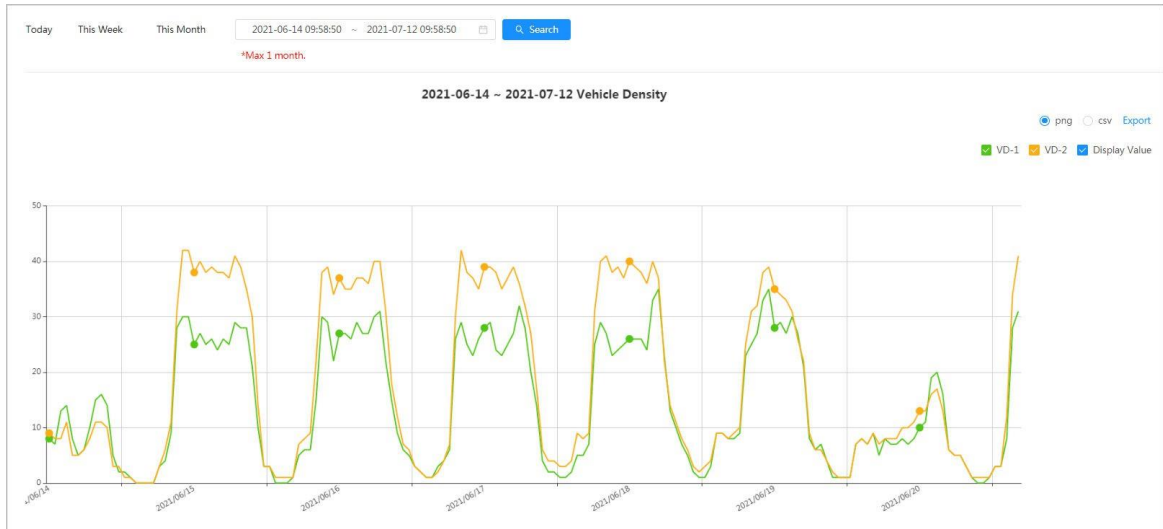 Today This Week This Month 2021-06-14 09:58:50 ~ 2021-07-12 09:58:50 Search
*Max 1 month.
2021-06-14 ~ 2021-07-12 Vehicle Density
png csv Export
VD-1 VD-2 Display Value
50
40
30
20
10
0
/06/14 2021/06/15 2021/06/16 2021/06/17 2021/06/18 2021/06/19 2021/06/20